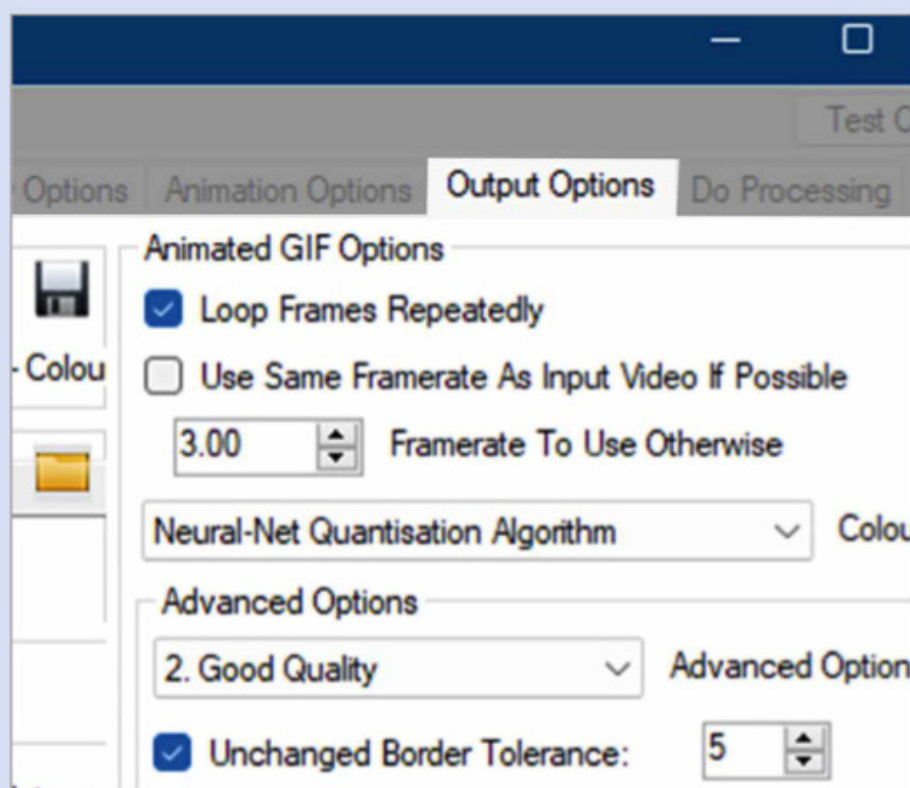 Test C
Options Animation Options Output Options Do Processing
Animated GIF Options
Loop Frames Repeatedly
- Colou
Use Same Framerate As Input Video If Possible
3.00 Framerate To Use Otherwise
Neural-Net Quantisation Algorithm Colou
Advanced Options
2. Good Quality Advanced Option
Unchanged Border Tolerance: 5